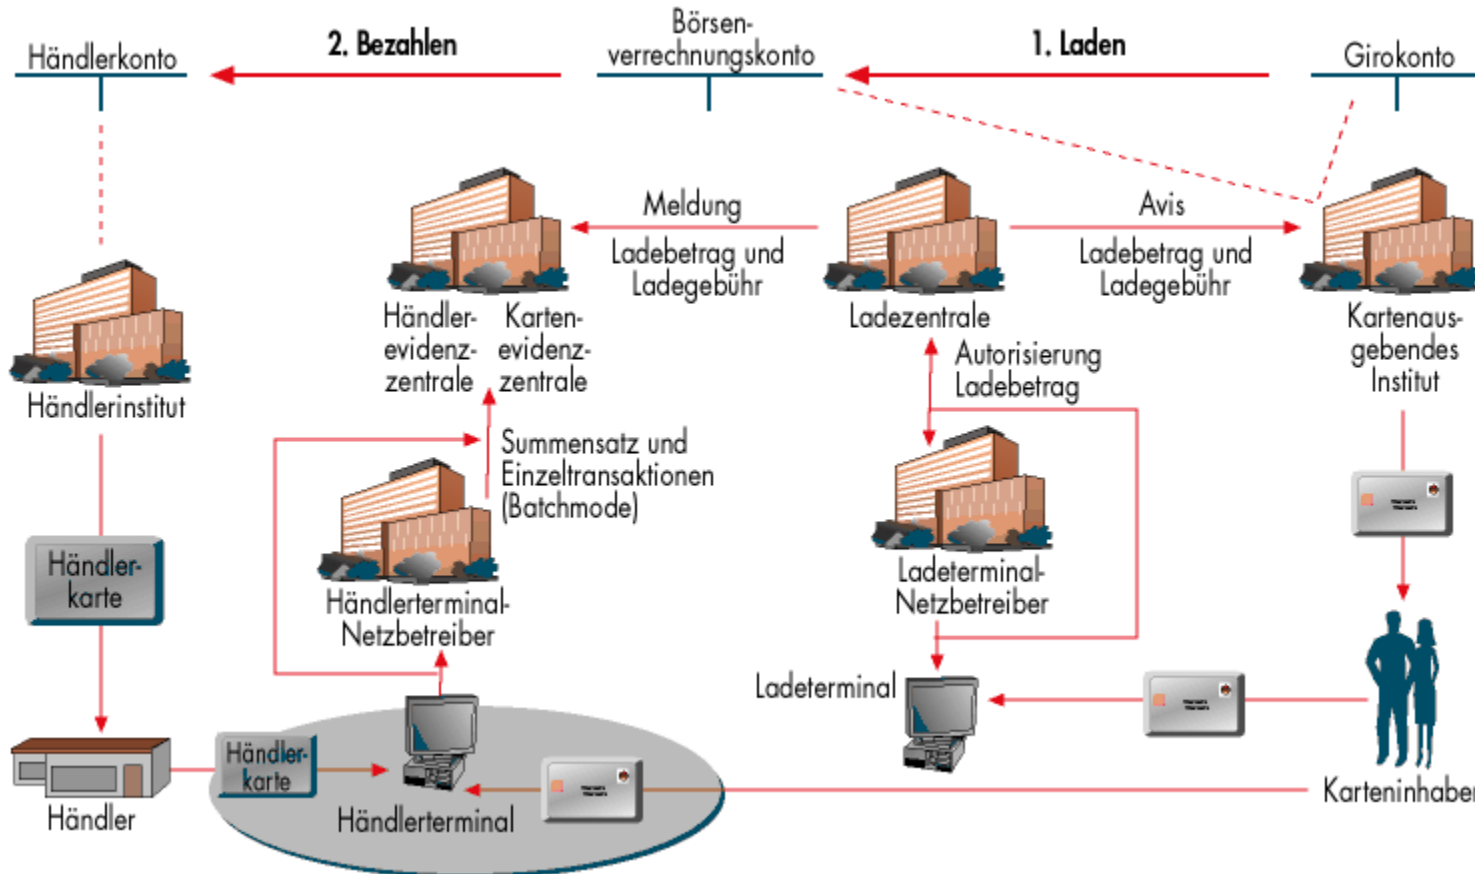 Händlerkonto
2. Bezahlen
Börsen-
verrechnungskonto
1. Laden
Girokonto
Meldung
Ladebetrag und
Ladegebühr
Avis
Ladebetrag und
Ladegebühr
Händler-
evidenz-
zentrale
Karten-
evidenz-
zentrale
Ladezentrale
Kartenaus-
gebendes
Institut
Autorisierung
Ladebetrag
Händlerinstitut
Summensatz und
Einzeltransaktionen
(Batchmode)
Händler-
karte
Händlerterminal-
Netzbetreiber
Ladeterminal-
Netzbetreiber
Ladeterminal
Händler-
karte
Händler
Händlerterminal
Karteninhaber